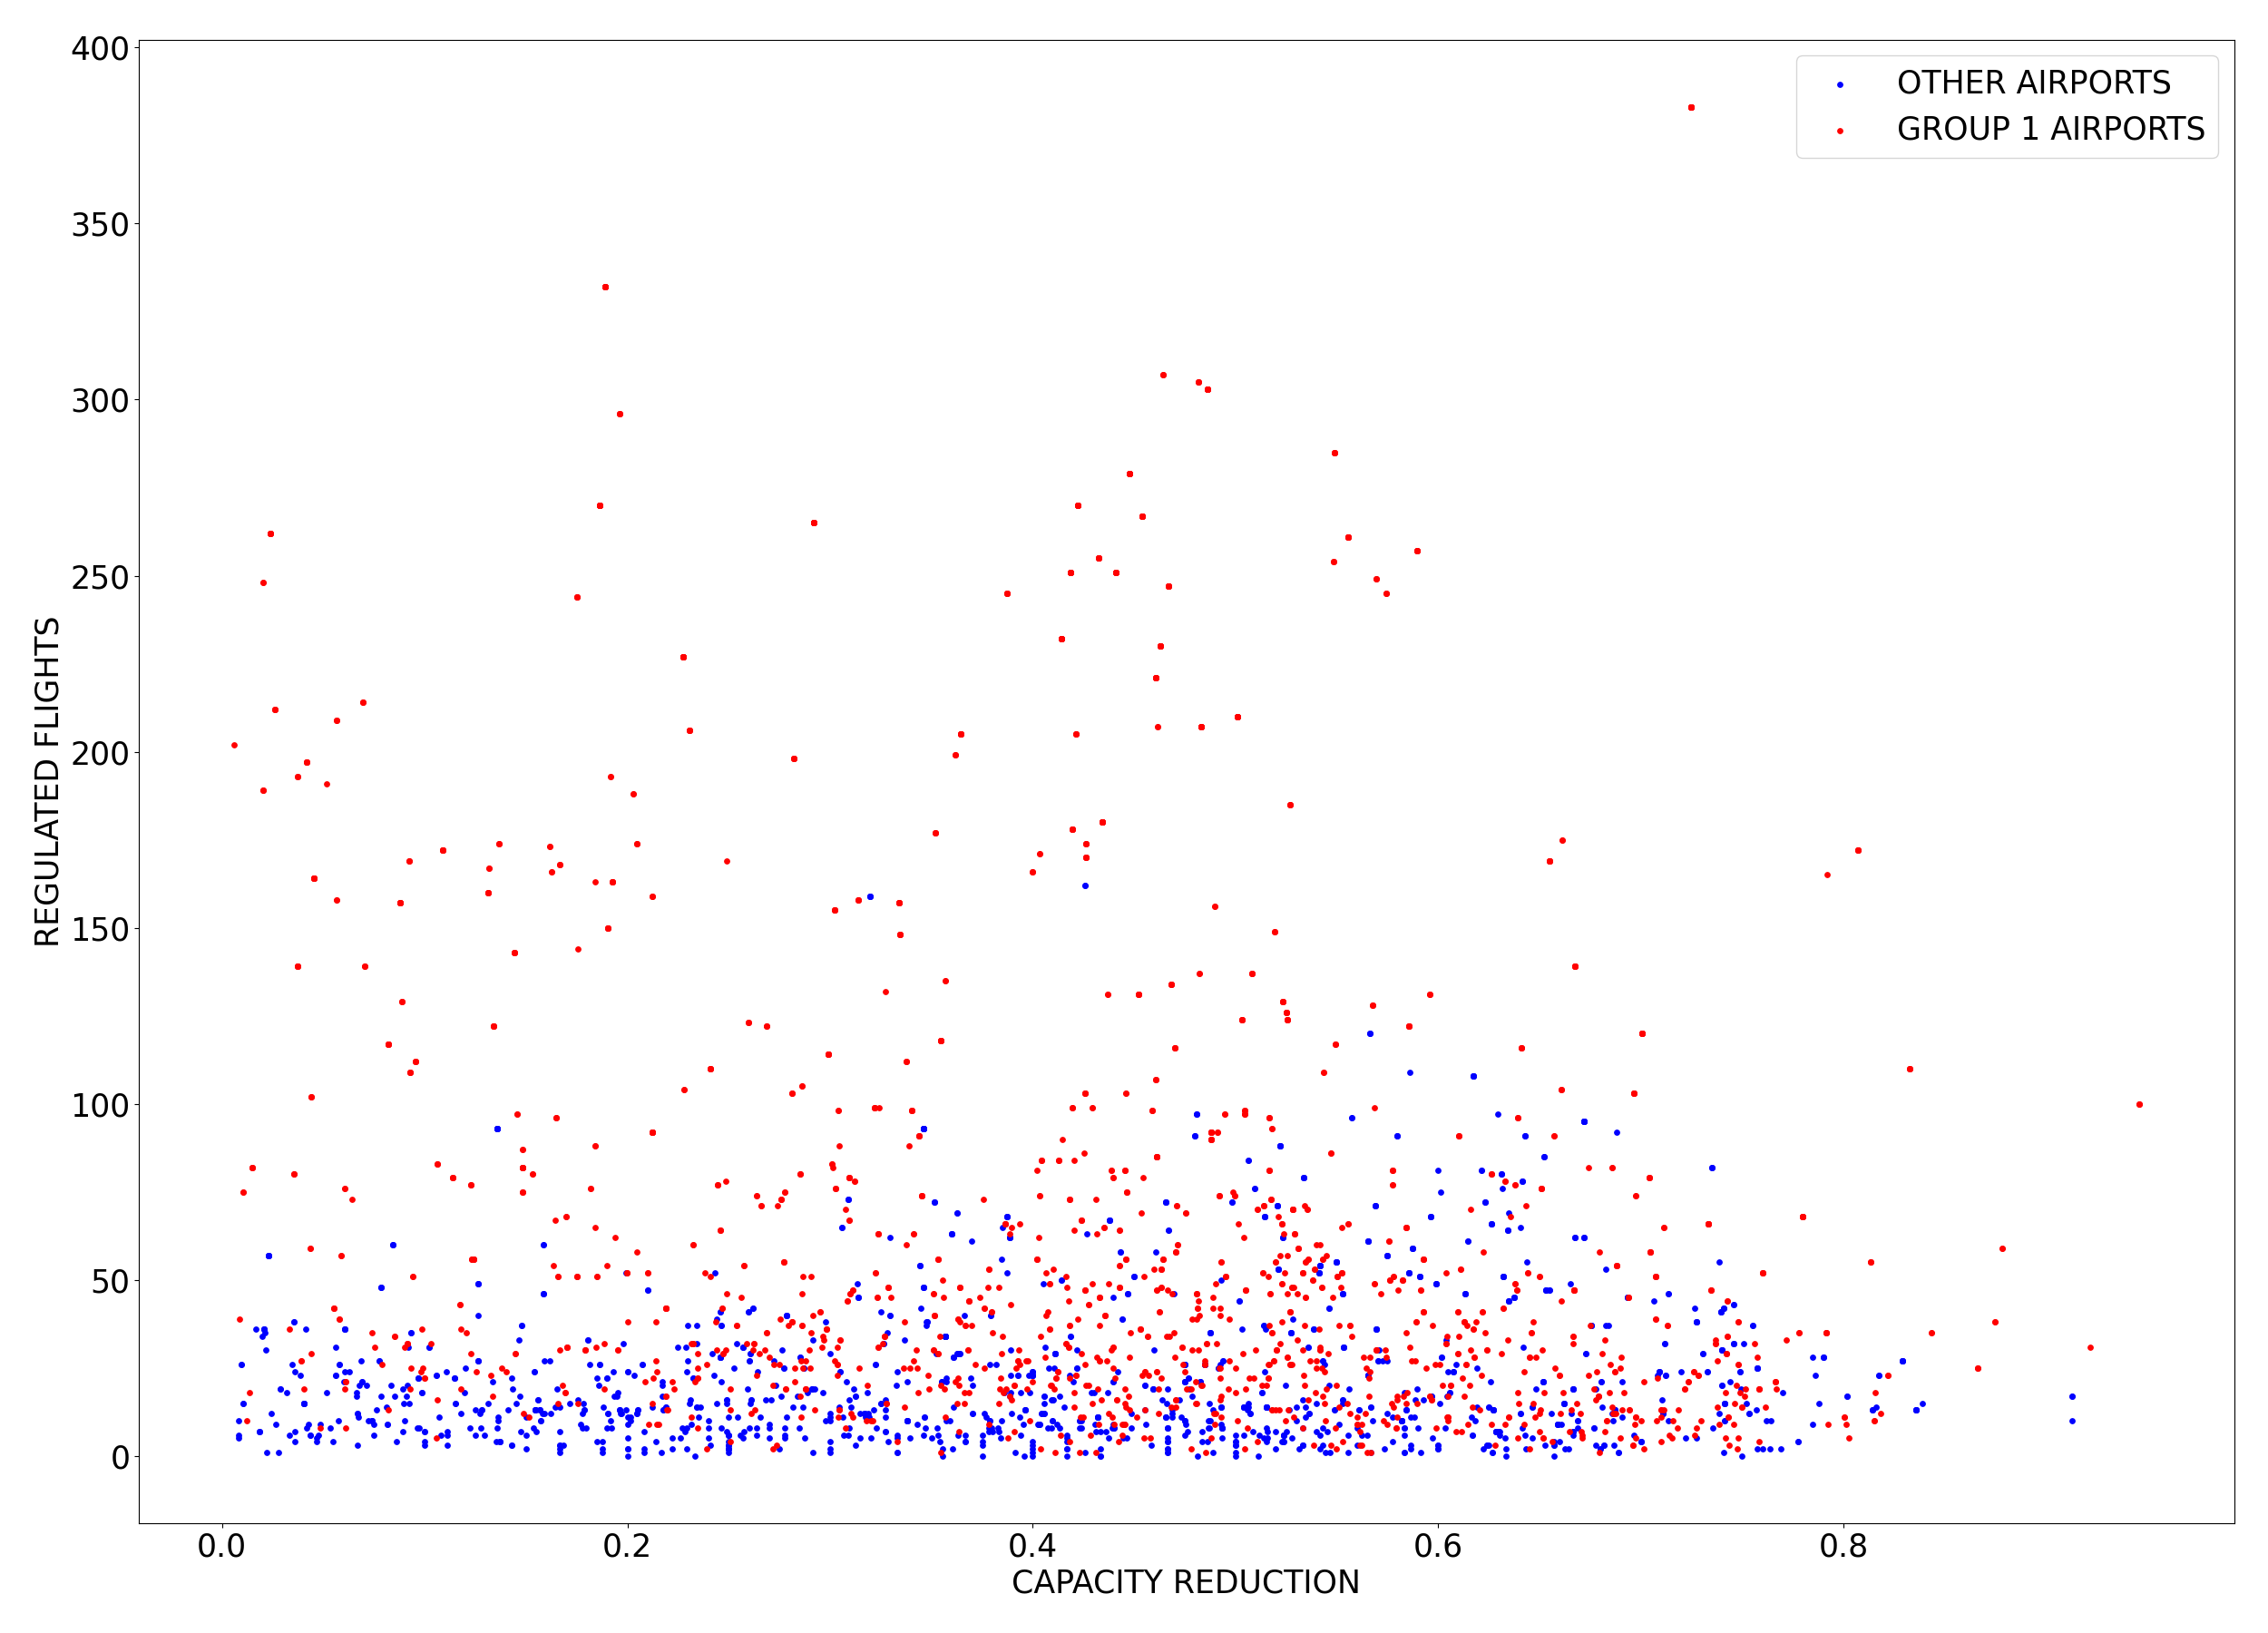 400
350
300
250
200
150
100
50
0
REGULATED FLIGHTS
OTHER AIRPORTS
GROUP 1 AIRPORTS
0.0 0.2 0.4 0.6 0.8
CAPACITY REDUCTION